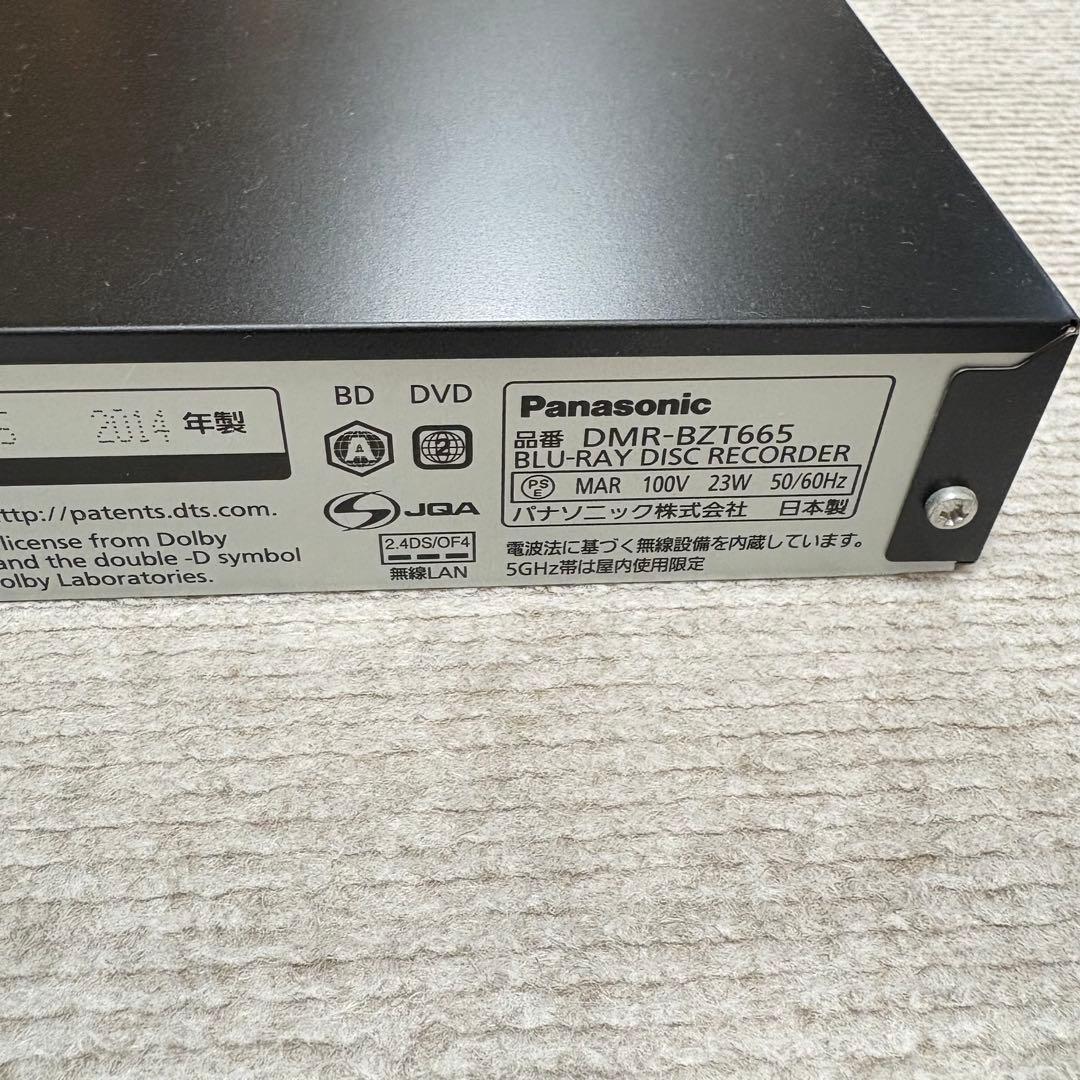 2014 年製
BD DVD
A 2
JQA
http://patents.dts.com.
license from Dolby
and the double -D symbol
Dolby Laboratories.
2.4DS/OF4
無線LAN
Panasonic
品番 DMR-BZT665
BLU-RAY DISC RECORDER
PSE MAR 100V 23W 50/60Hz
パナソニック株式会社 日本製
電波法に基づく無線設備を内蔵しています。
5GHz帯は屋内使用限定